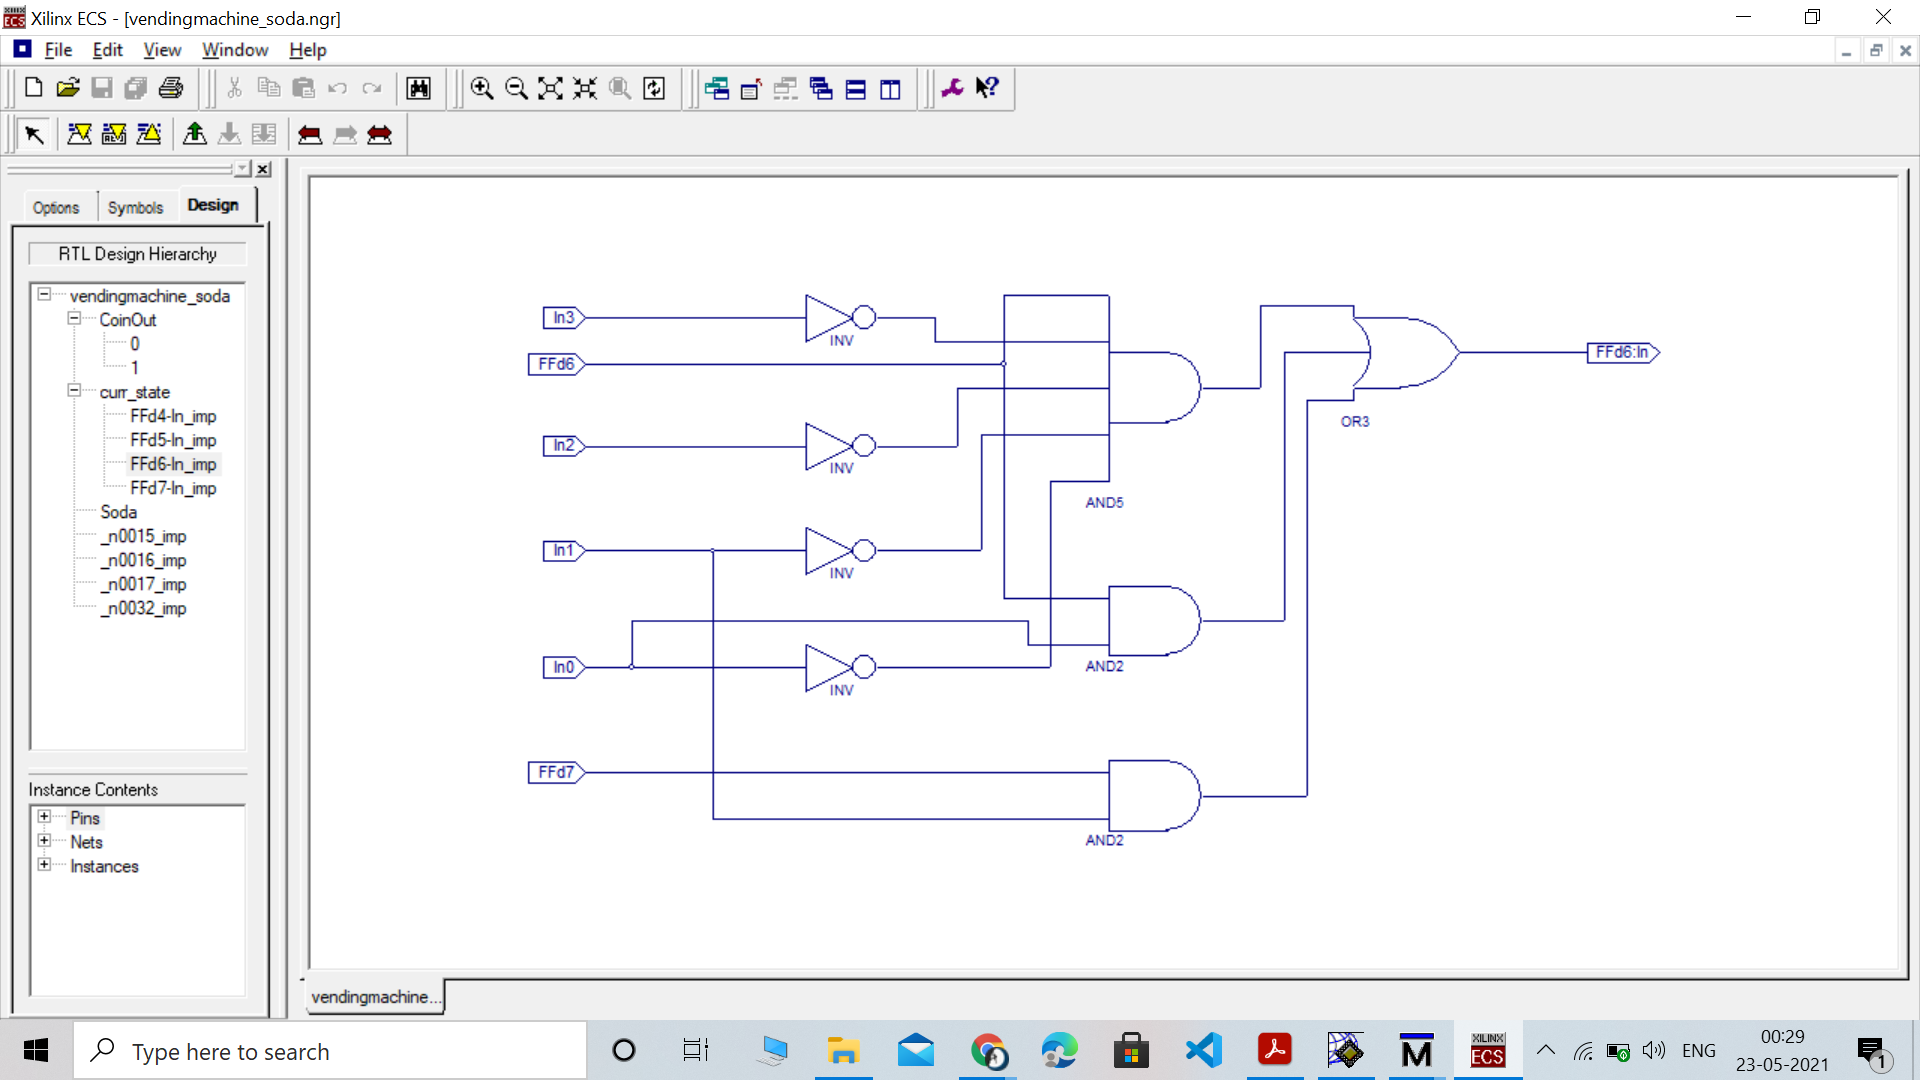 Xilinx ECS - [vendingmachine_soda.ngr]
File Edit View Window Help
Options Symbols Design
RTL Design Hierarchy
vendingmachine_soda
CoinOut
0
1
curr_state
FFd4-In_imp
FFd5-In_imp
FFd6-In_imp
FFd7-In_imp
Soda
_n0015_imp
_n0016_imp
_n0017_imp
_n0032_imp
Instance Contents
Pins
Nets
Instances
In3
INV
FFd6
FFd6:In
OR3
In2
INV
AND5
In1
INV
In0
INV
AND2
FFd7
AND2
vendingmachine...
Type here to search
XILINX
ECS
ENG
00:29
23-05-2021
1